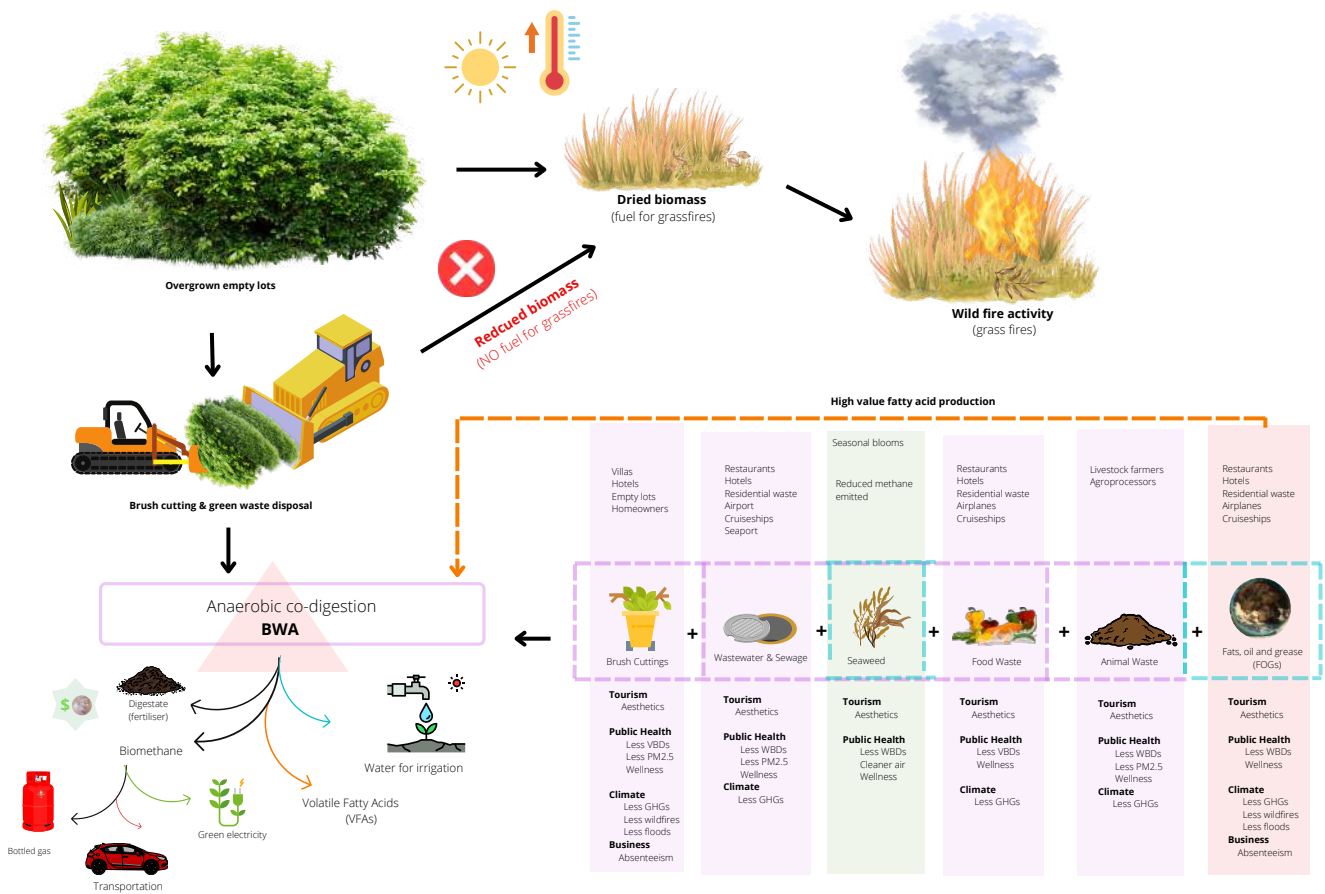 Overgrown empty lots
Dried biomass
(fuel for grassfires)
Wild fire activity
(grass fires)
Redcued biomass
(NO fuel for grassfires)
Brush cutting & green waste disposal
Anaerobic co-digestion
BWA
$
Digestate
(fertiliser)
Biomethane
Water for irrigation
Volatile Fatty Acids
(VFAs)
Green electricity
Bottled gas
Transportation
High value fatty acid production
Villas
Hotels
Empty lots
Homeowners
Brush Cuttings
Tourism
Aesthetics
Public Health
Less VBDs
Less PM2.5
Wellness
Climate
Less GHGs
Less wildfires
Less floods
Business
Absenteeism
+
Restaurants
Hotels
Residential waste
Airport
Cruiseships
Seaport
Wastewater & Sewage
Tourism
Aesthetics
Public Health
Less WBDs
Less PM2.5
Wellness
Climate
Less GHGs
+
Seasonal blooms
Reduced methane
emitted
Seaweed
Tourism
Aesthetics
Public Health
Less WBDs
Cleaner air
Wellness
+
Restaurants
Hotels
Residential waste
Airplanes
Cruiseships
Food Waste
Tourism
Aesthetics
Public Health
Less VBDs
Wellness
Climate
Less GHGs
+
Livestock farmers
Agroprocessors
Animal Waste
Tourism
Aesthetics
Public Health
Less WBDs
Less PM2.5
Wellness
Climate
Less GHGs
+
Restaurants
Hotels
Residential waste
Airplanes
Cruiseships
Fats, oil and grease
(FOGs)
Tourism
Aesthetics
Public Health
Less WBDs
Wellness
Climate
Less GHGs
Less wildfires
Less floods
Business
Absenteeism